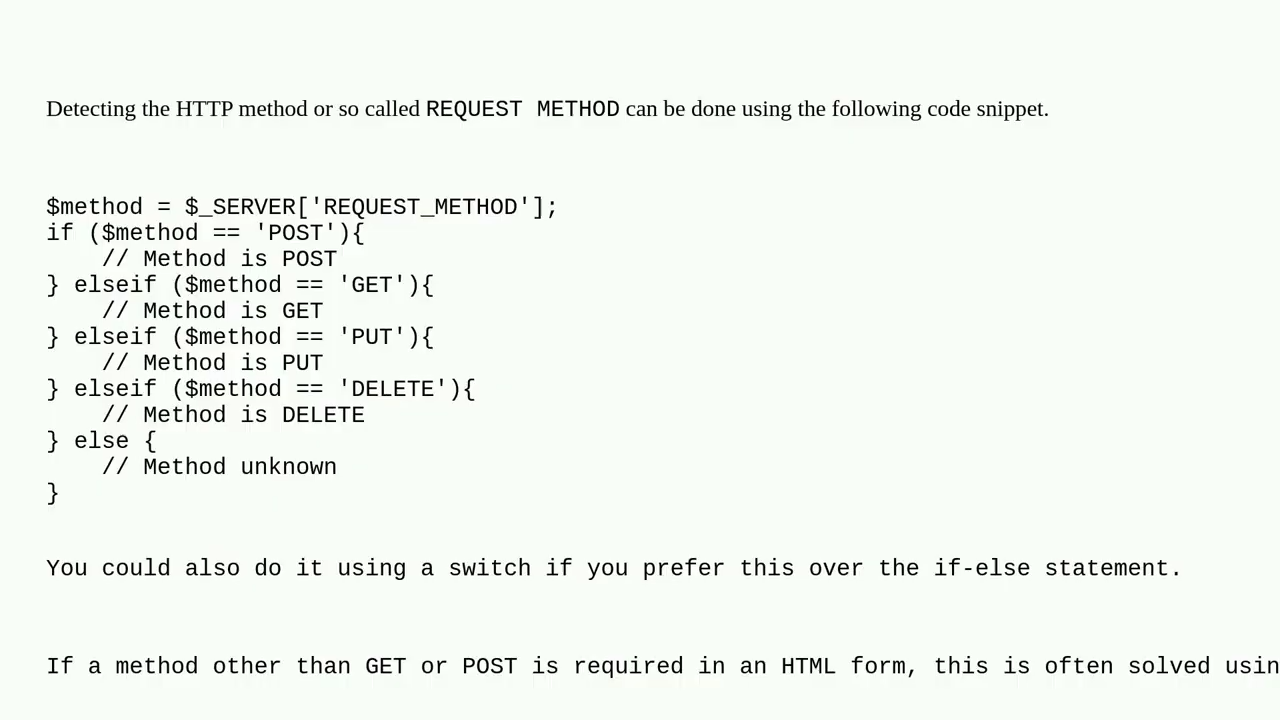 Detecting the HTTP method or so called REQUEST METHOD can be done using the following code snippet.
$method = $_SERVER['REQUEST_METHOD'];
if ($method == 'POST'){
    // Method is POST
} elseif ($method == 'GET'){
    // Method is GET
} elseif ($method == 'PUT'){
    // Method is PUT
} elseif ($method == 'DELETE'){
    // Method is DELETE
} else {
    // Method unknown
}
You could also do it using a switch if you prefer this over the if-else statement.
If a method other than GET or POST is required in an HTML form, this is often solved usin